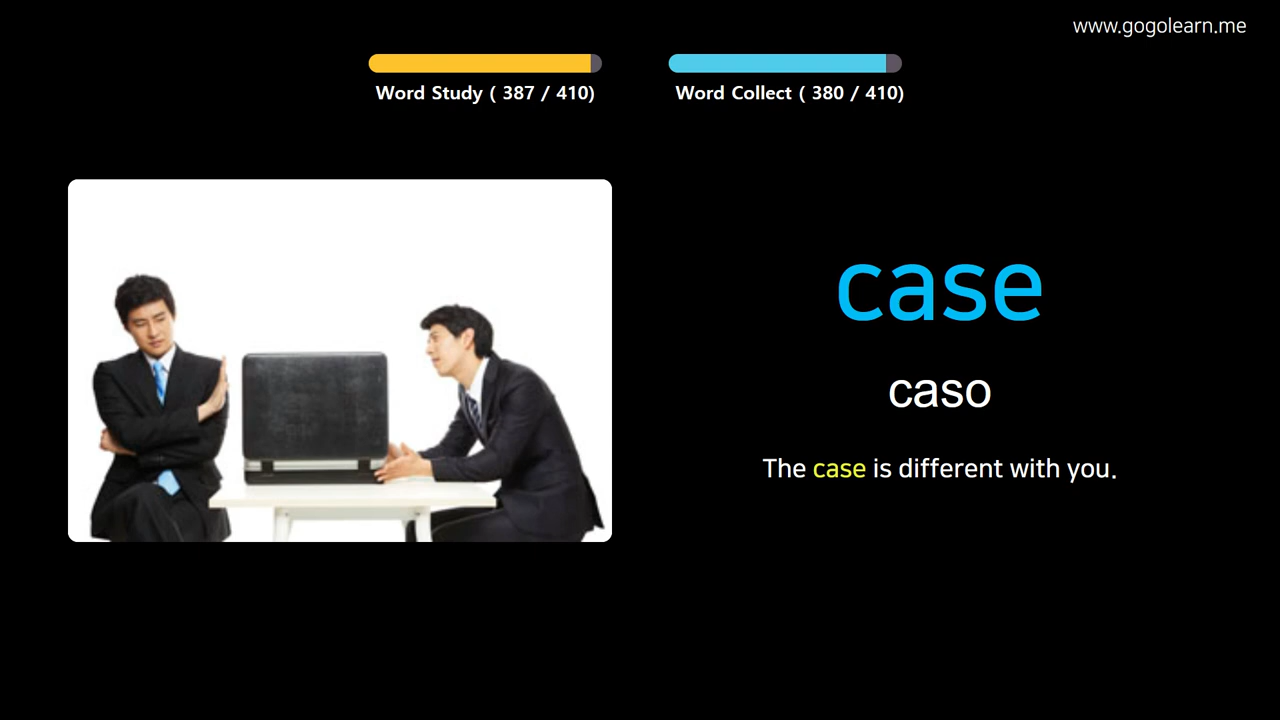 www.gogolearn.me
Word Study ( 387 / 410)
Word Collect ( 380 / 410)
case
caso
The case is different with you.